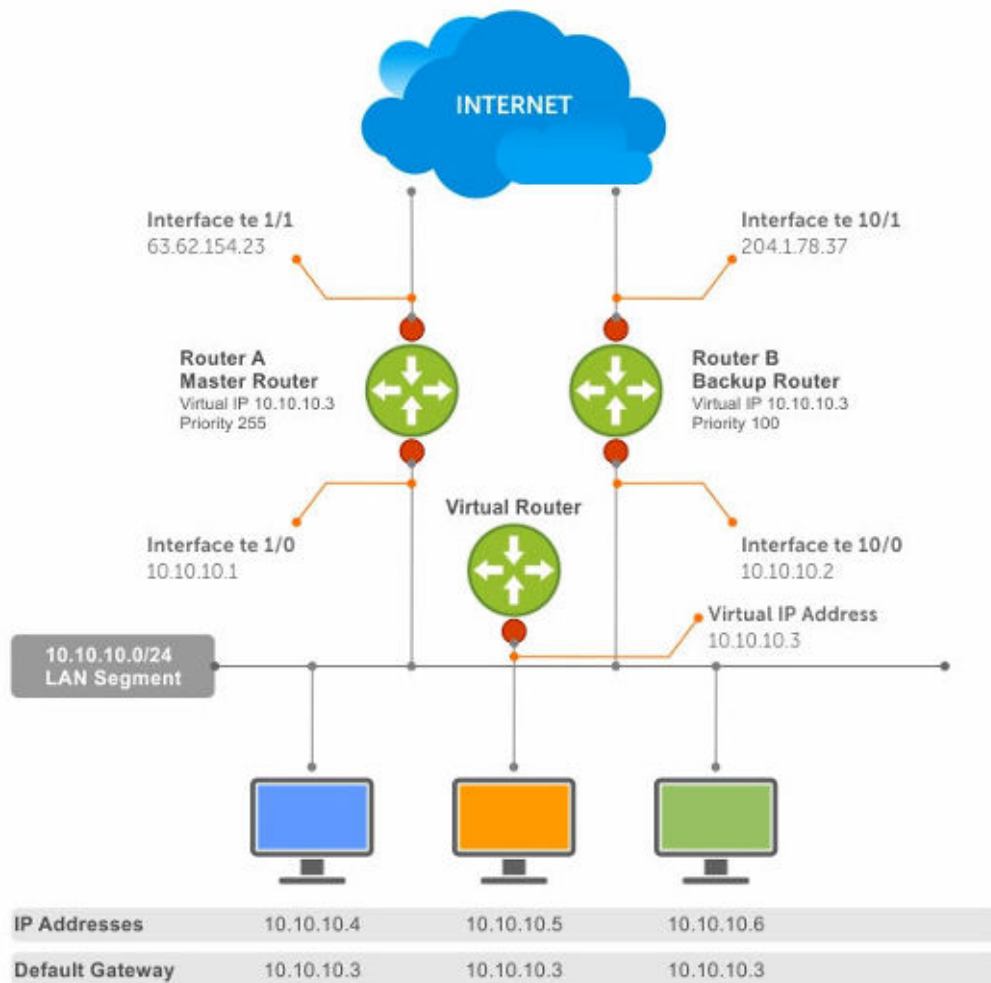 INTERNET
Interface te 1/1
63.62.154.23
Interface te 10/1
204.1.78.37
Router A
Master Router
Virtual IP 10.10.10.3
Priority 255
Router B
Backup Router
Virtual IP 10.10.10.3
Priority 100
Virtual Router
Interface te 1/0
10.10.10.1
Interface te 10/0
10.10.10.2
Virtual IP Address
10.10.10.3
10.10.10.0/24
LAN Segment
IP Addresses 10.10.10.4 10.10.10.5 10.10.10.6
Default Gateway 10.10.10.3 10.10.10.3 10.10.10.3